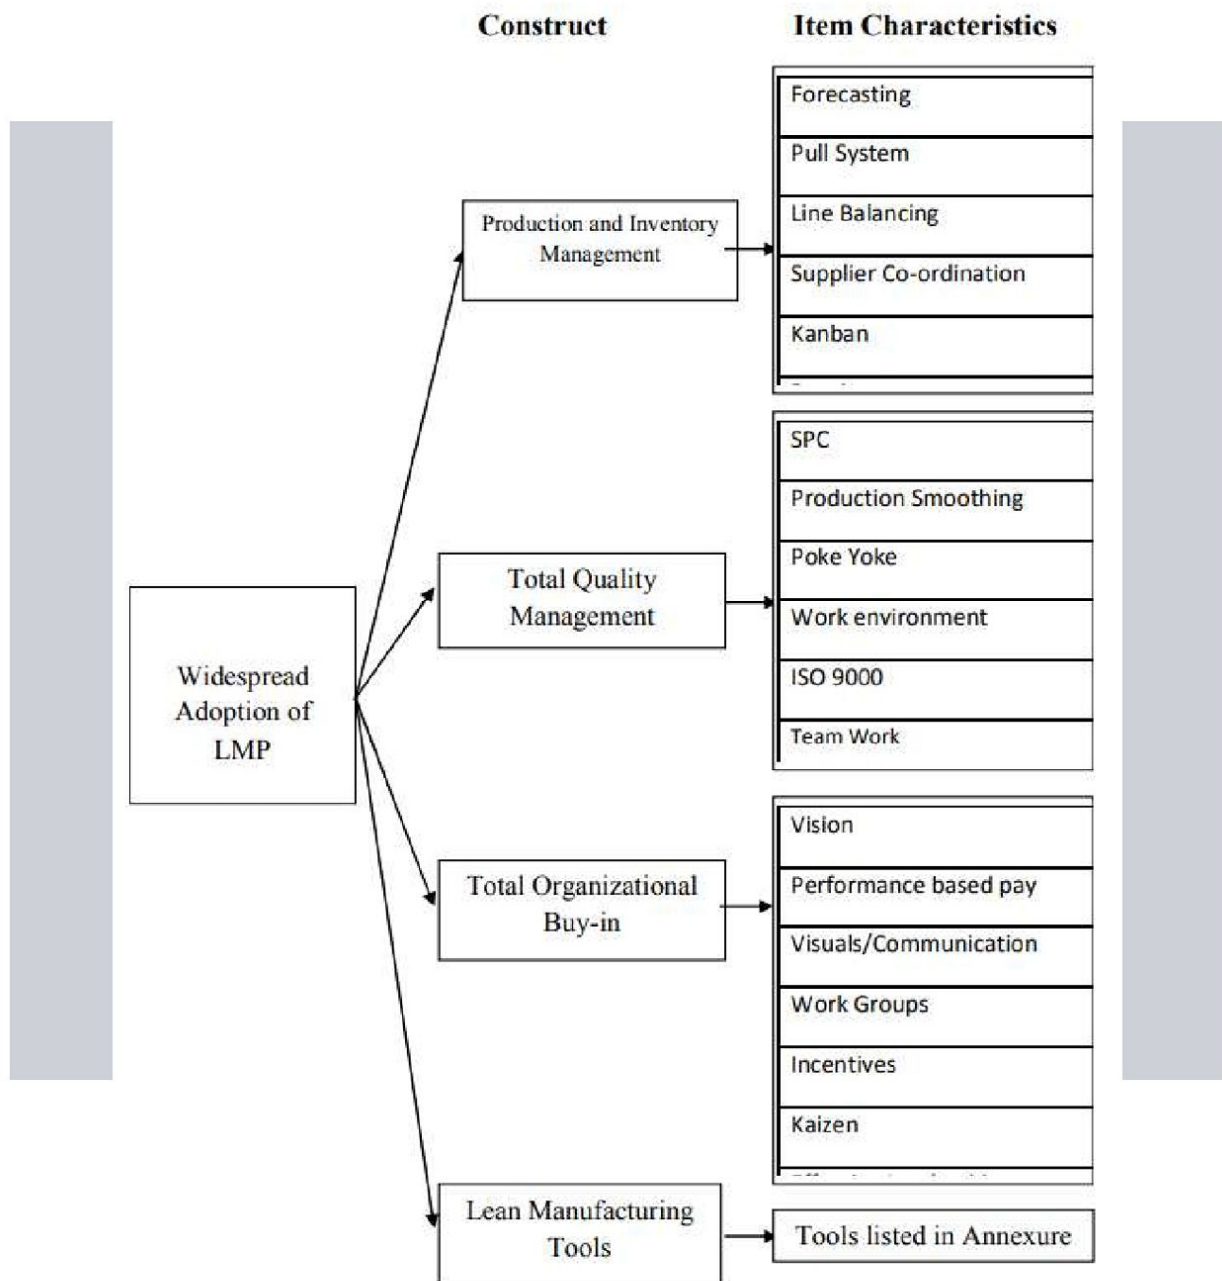 Construct
Item Characteristics
Forecasting
Pull System
Line Balancing
Supplier Co-ordination
Kanban
Production and Inventory
Management
SPC
Production Smoothing
Poke Yoke
Work environment
ISO 9000
Team Work
Total Quality
Management
Widespread
Adoption of
LMP
Vision
Performance based pay
Visuals/Communication
Work Groups
Incentives
Kaizen
Total Organizational
Buy-in
Lean Manufacturing
Tools
Tools listed in Annexure